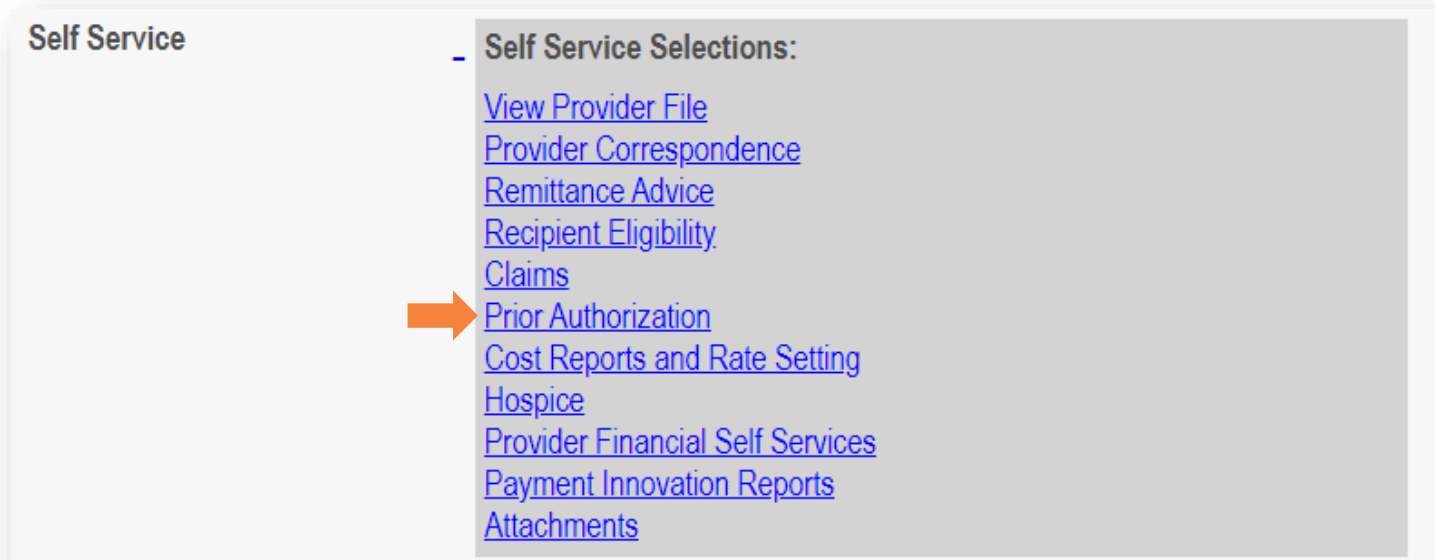 Self Service
Self Service Selections:
View Provider File
Provider Correspondence
Remittance Advice
Recipient Eligibility
Claims
Prior Authorization
Cost Reports and Rate Setting
Hospice
Provider Financial Self Services
Payment Innovation Reports
Attachments